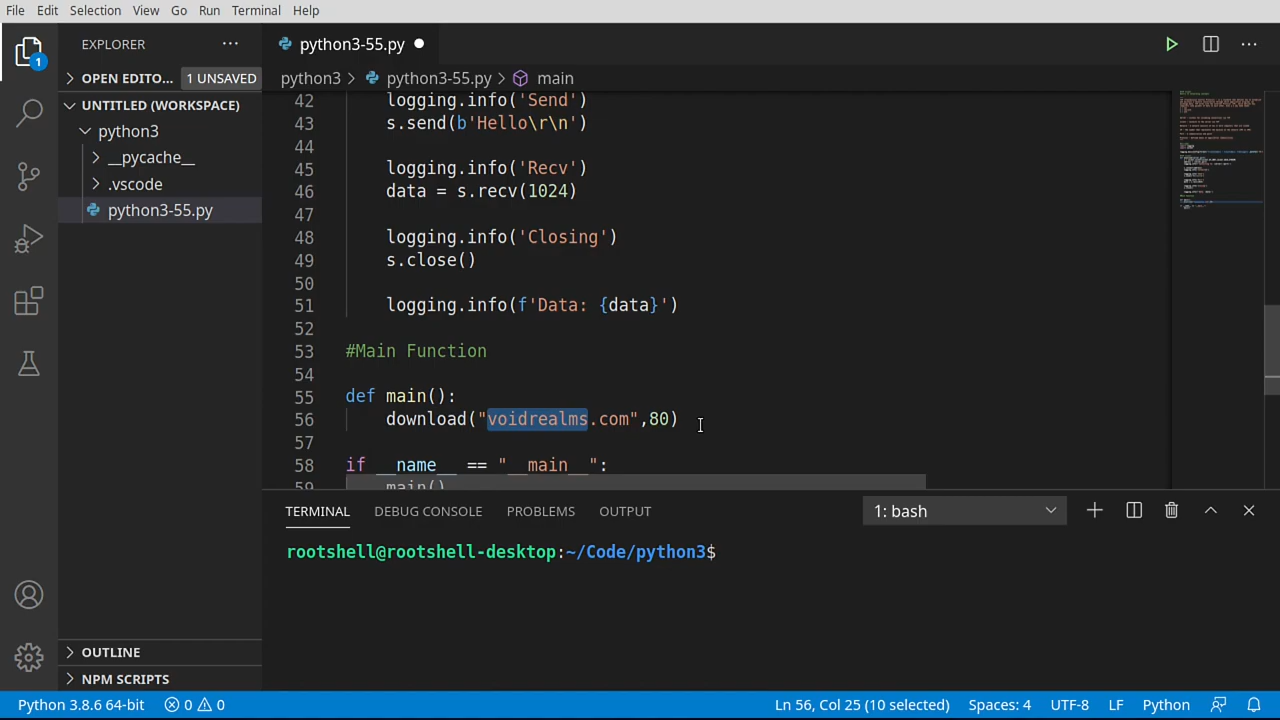 File Edit Selection View Go Run Terminal Help
EXPLORER
python3-55.py
OPEN EDITO... 1 UNSAVED
python3 > python3-55.py > main
1
UNTITLED (WORKSPACE)
python3
__pycache__
.vscode
python3-55.py
42 logging.info('Send')
43 s.send(b'Hello\r\n')
44
45 logging.info('Recv')
46 data = s.recv(1024)
47
48 logging.info('Closing')
49 s.close()
50
51 logging.info(f'Data: {data}')
52
53 #Main Function
54
55 def main():
56 download("voidrealms.com",80)
57
58 if __name__ == "__main__":
59 main()
TERMINAL DEBUG CONSOLE PROBLEMS OUTPUT 1: bash
rootshell@rootshell-desktop:~/Code/python3$
OUTLINE
NPM SCRIPTS
Python 3.8.6 64-bit 0 0 Ln 56, Col 25 (10 selected) Spaces: 4 UTF-8 LF Python